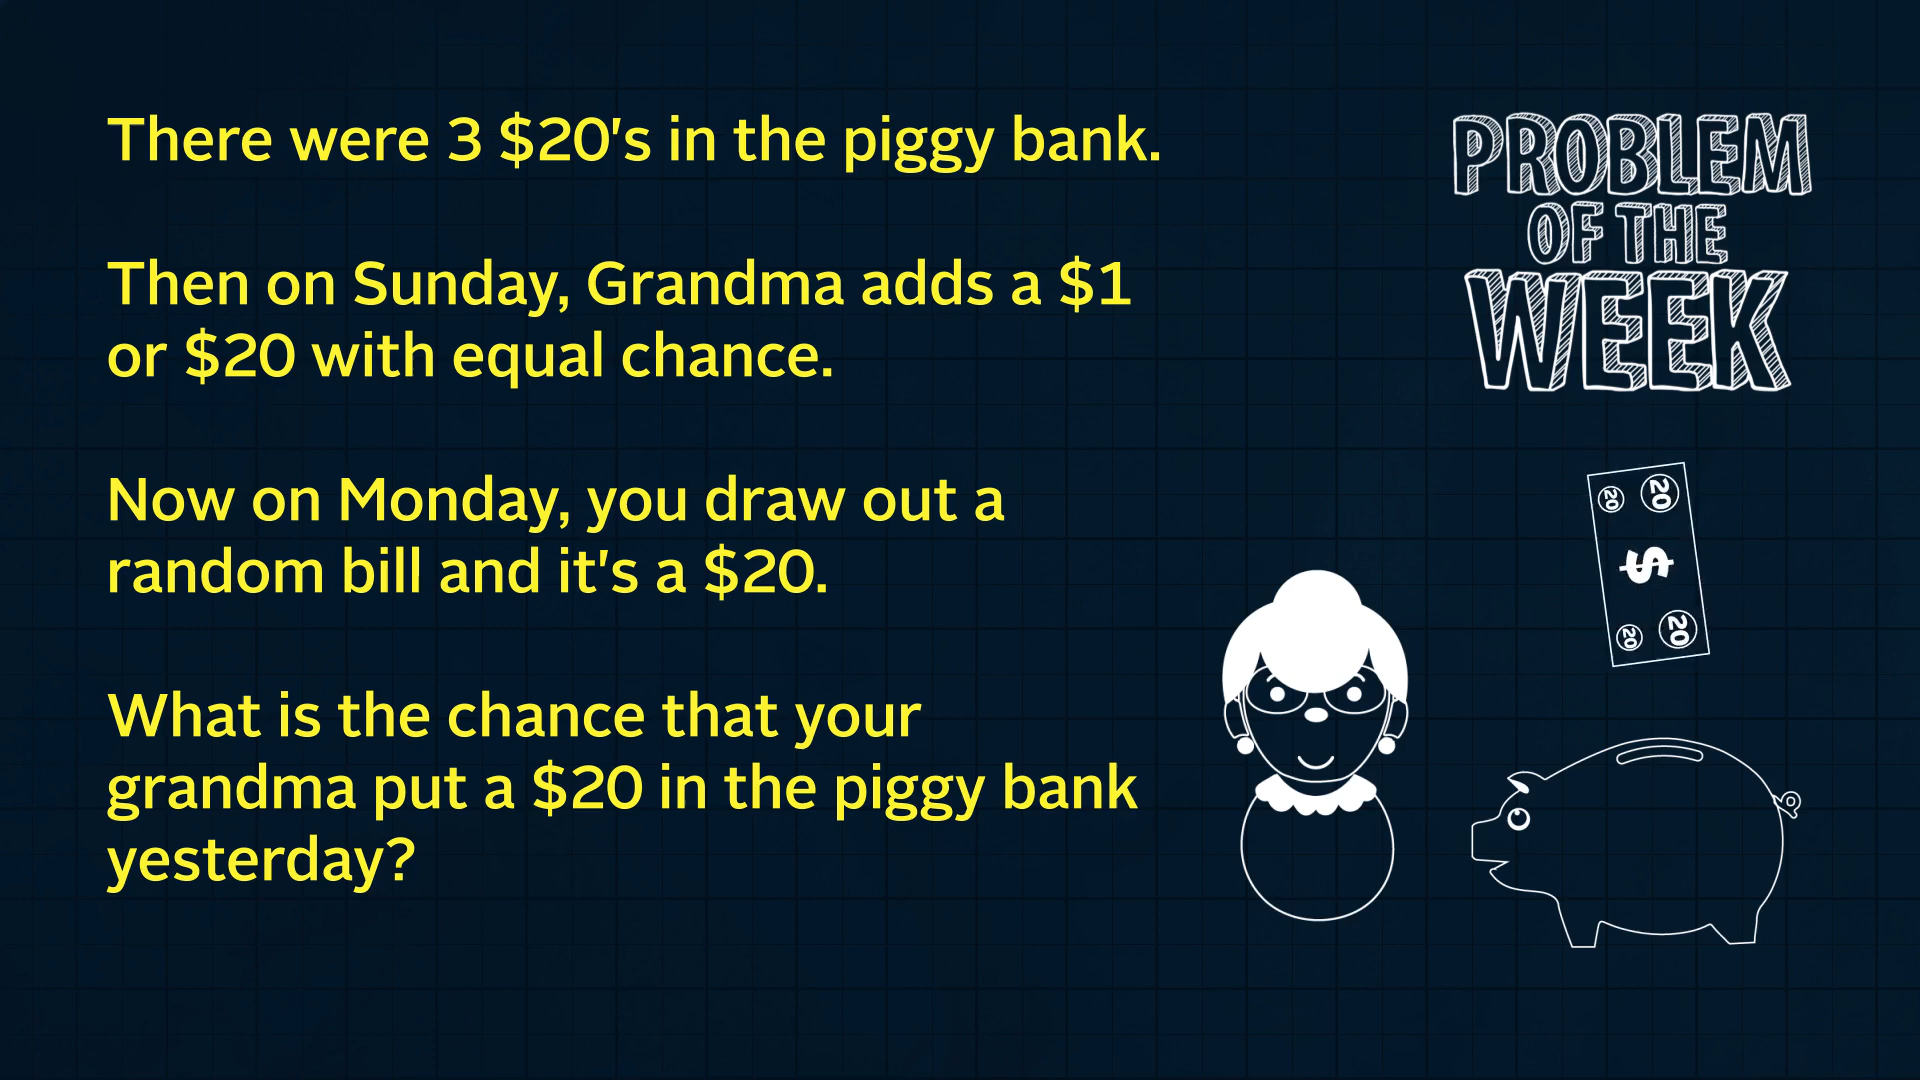 There were 3 $20's in the piggy bank.
Then on Sunday, Grandma adds a $1
or $20 with equal chance.
Now on Monday, you draw out a
random bill and it's a $20.
What is the chance that your
grandma put a $20 in the piggy bank
yesterday?
PROBLEM
OF THE
WEEK
20 20
$
20 20